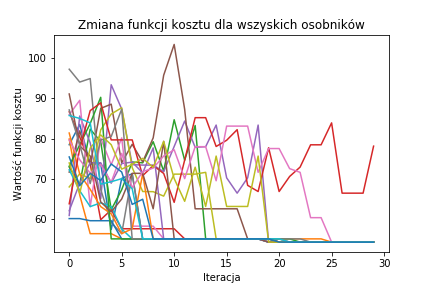 Zmiana funkcji kosztu dla wszyskich osobników
Wartość funkcji kosztu
100
90
80
70
60
0 5 10 15 20 25 30
Iteracja